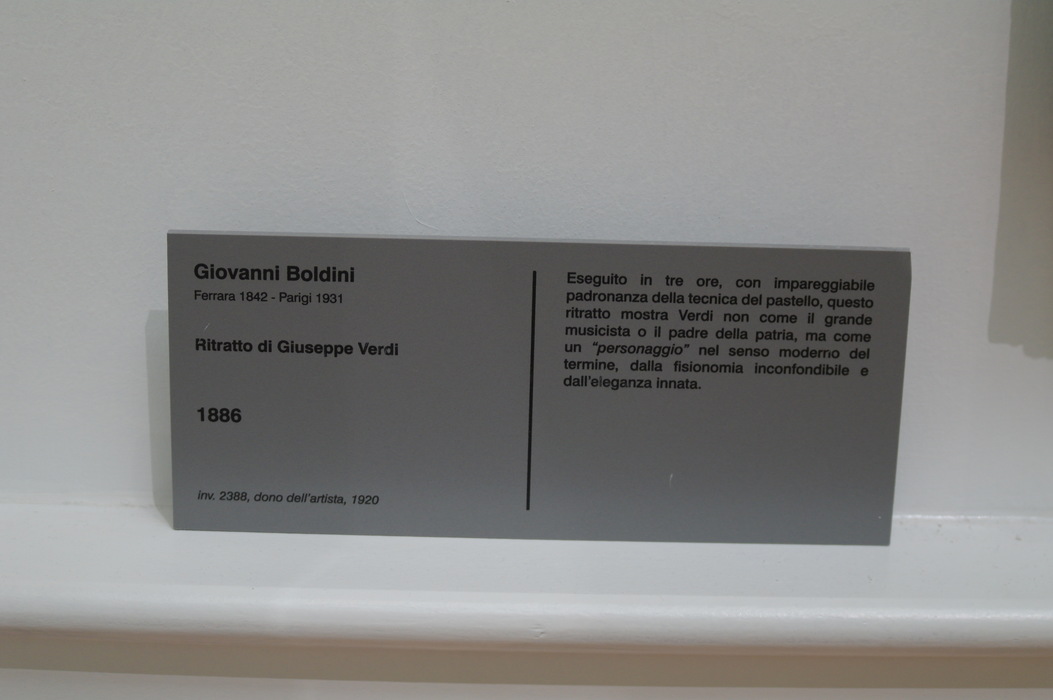 Giovanni Boldini
Ferrara 1842 - Parigi 1931
Ritratto di Giuseppe Verdi
1886
inv. 2388, dono dell'artista, 1920
Eseguito in tre ore, con impareggiabile
padronanza della tecnica del pastello, questo
ritratto mostra Verdi non come il grande
musicista o il padre della patria, ma come
un “personaggio” nel senso moderno del
termine, dalla fisionomia inconfondibile e
dall'eleganza innata.